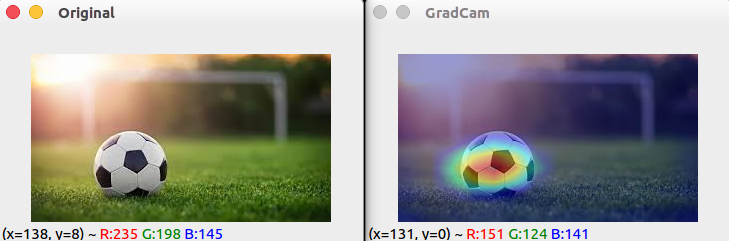 Original
GradCam
(x=138, y=8) ~ R:235 G:198 B:145
(x=131, y=0) ~ R:151 G:124 B:141